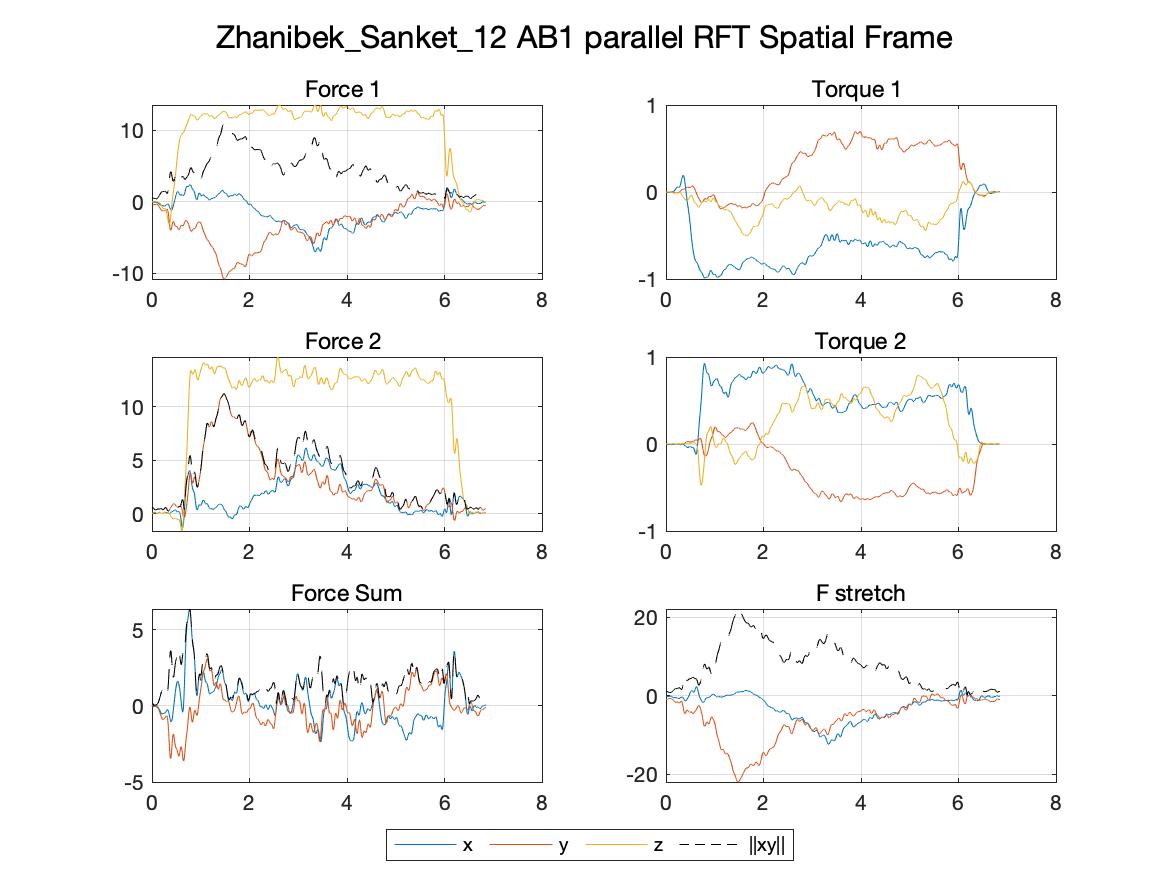 Zhanibek_Sanket_12 AB1 parallel RFT Spatial Frame
Force 1
10
0
-10
0 2 4 6 8
Torque 1
1
0
-1
0 2 4 6 8
Force 2
10
5
0
0 2 4 6 8
Torque 2
1
0
-1
0 2 4 6 8
Force Sum
5
0
-5
0 2 4 6 8
F stretch
20
0
-20
0 2 4 6 8
x y z ||xy||